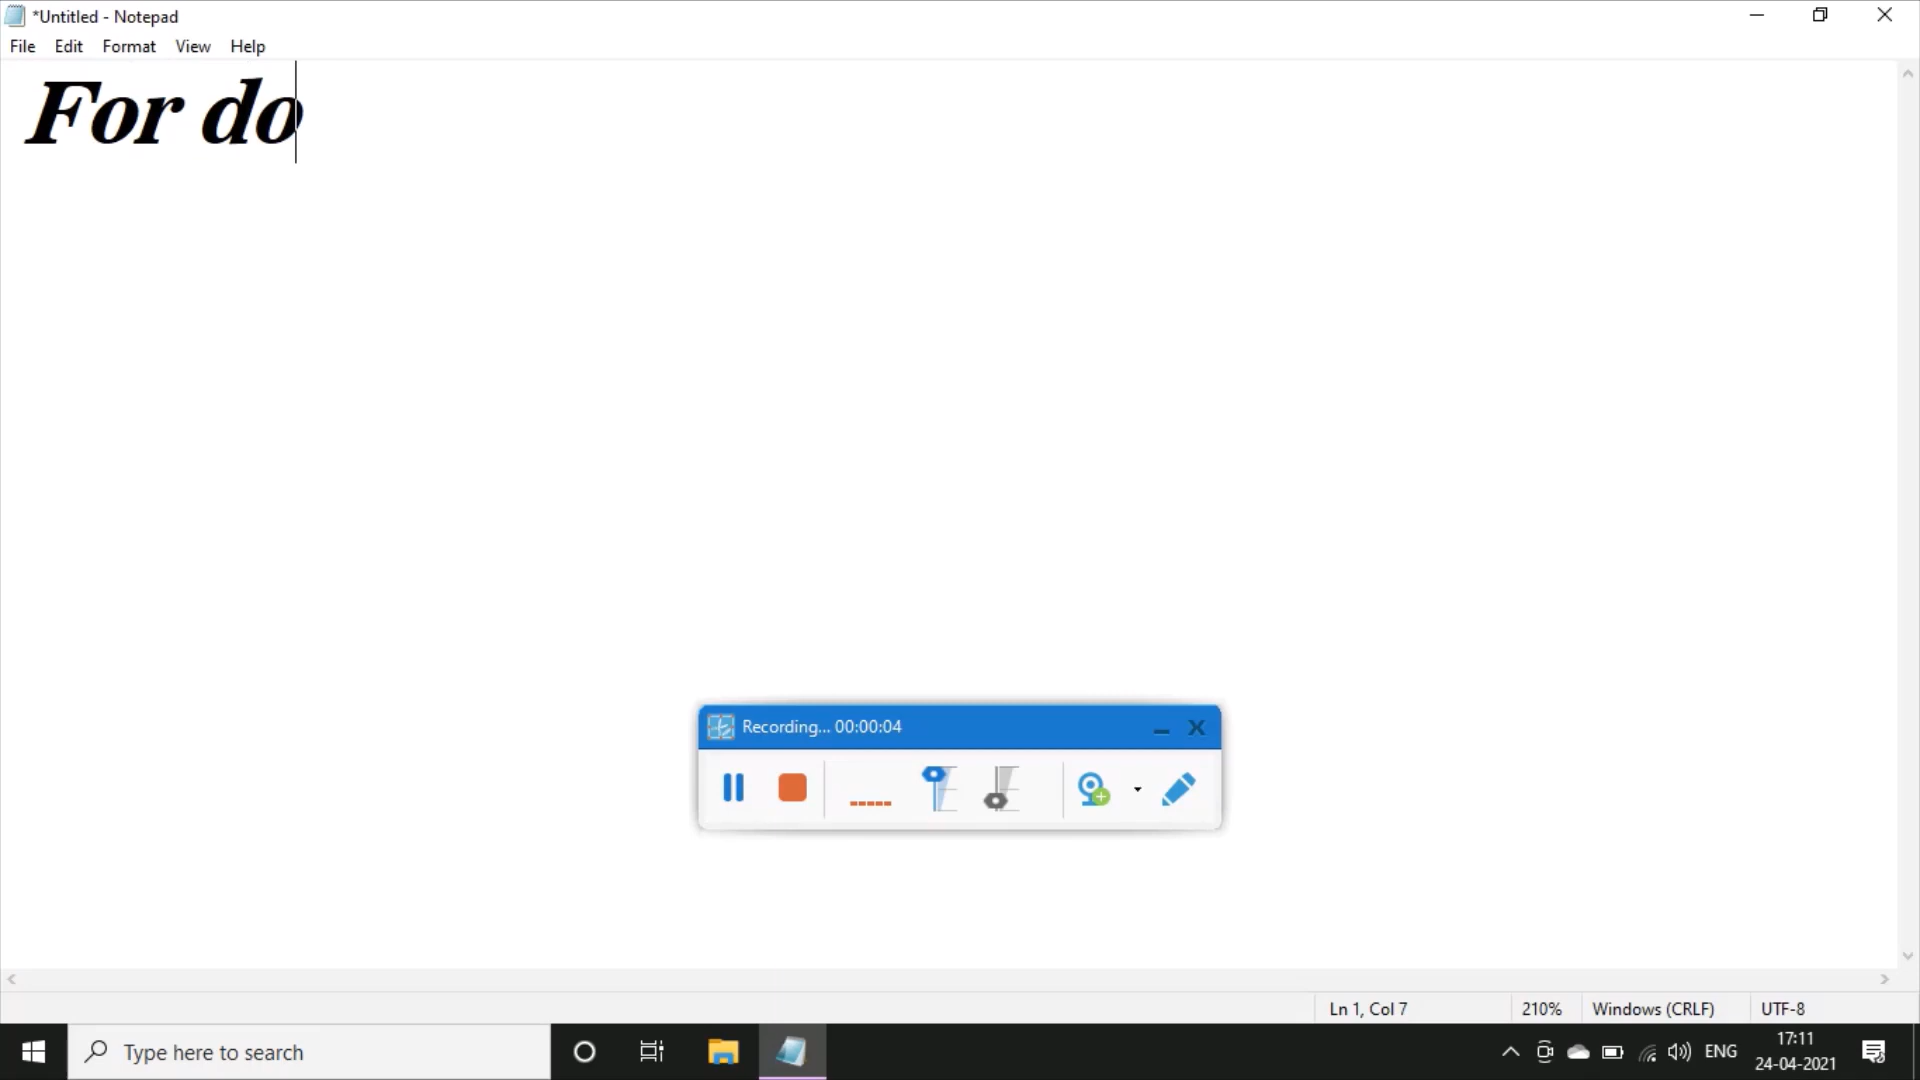 *Untitled - Notepad
File Edit Format View Help
For do
Recording... 00:00:04
Ln 1, Col 7 210% Windows (CRLF) UTF-8
Type here to search
ENG
17:11
24-04-2021